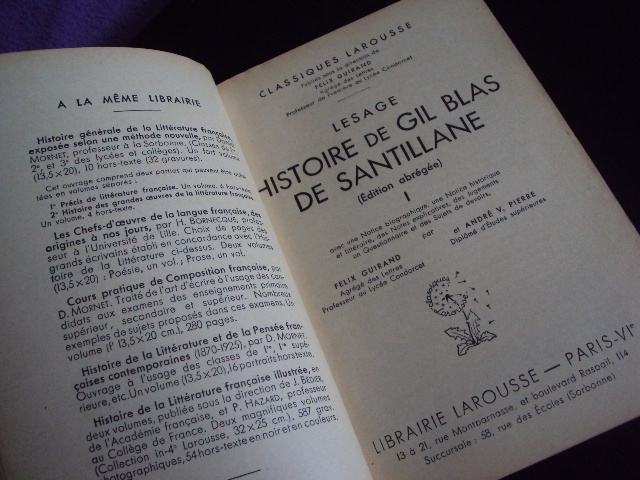 A LA MÊME LIBRAIRIE
Histoire générale de la Littérature française,
exposée selon une méthode nouvelle, par Daniel
MORNET, professeur à la Sorbonne. (Classes de
2e, et 3e des lycées et collèges). Un fort volume
(13,5×20), 10 hors-texte (32 gravures).
Cet ouvrage comprend deux parties qui peuvent être
vendues en volumes séparés :
1° Précis de littérature française. Un volume. 6 hors-texte.
2° Histoire des grandes œuvres de la littérature française.
Un volume. 4 hors-texte.
Les Chefs-d'œuvre de la langue française, des
origines à nos jours, par H. BORNECQUE, profes-
seur à l'Université de Lille. Choix de pages des
grands écrivains établi en concordance avec l'His-
toire de la Littérature ci-dessus. Deux volumes
(13,5×20) : Poésie, un vol.; Prose, un vol.
Cours pratique de Composition française, par
D. MORNET. Traité de l'art d'écrire à l'usage des can-
didats aux examens des enseignements primaire
supérieur, secondaire et supérieur. Nombreux
exemples de sujets proposés dans ces examens. Un
volume (13,5×20 cm.), 280 pages.
Histoire de la Littérature et de la Pensée fran-
çaises contemporaines (1870-1925), par D. MORNET.
Ouvrage à l'usage des classes de 1re, 1re supé-
rieure, etc. Un vol. (13,5×20), 16 portraits hors texte.
Histoire de la Littérature française illustrée, en
deux volumes, publiée sous la direction de J. BÉDIER,
de l'Académie française, et P. HAZARD, professeur
au Collège de France. Deux magnifiques volumes
(Collection in-4° Larousse, 32×25 cm.), 587 grav.
photographiques, 54 hors-texte en noir et en couleurs.
CLASSIQUES LAROUSSE
Publiés sous la direction de
FELIX GUIRAND
Agrégé des Lettres
Professeur de Première au Lycée Condorcet
LESAGE
HISTOIRE DE GIL BLAS
DE SANTILLANE
(Édition abrégée)
I
avec une Notice biographique, une Notice historique
et littéraire, des Notes explicatives, des Jugements
un Questionnaire et des Sujets de devoirs,
par
FELIX GUIRAND
Agrégé des Lettres
Professeur au Lycée Condorcet
et ANDRÉ V. PIERRE
Diplômé d'Études supérieures
LIBRAIRIE LAROUSSE — PARIS-VIe
13 à 21, rue Montparnasse, et boulevard Raspail, 114
Succursale : 58, rue des Écoles (Sorbonne)